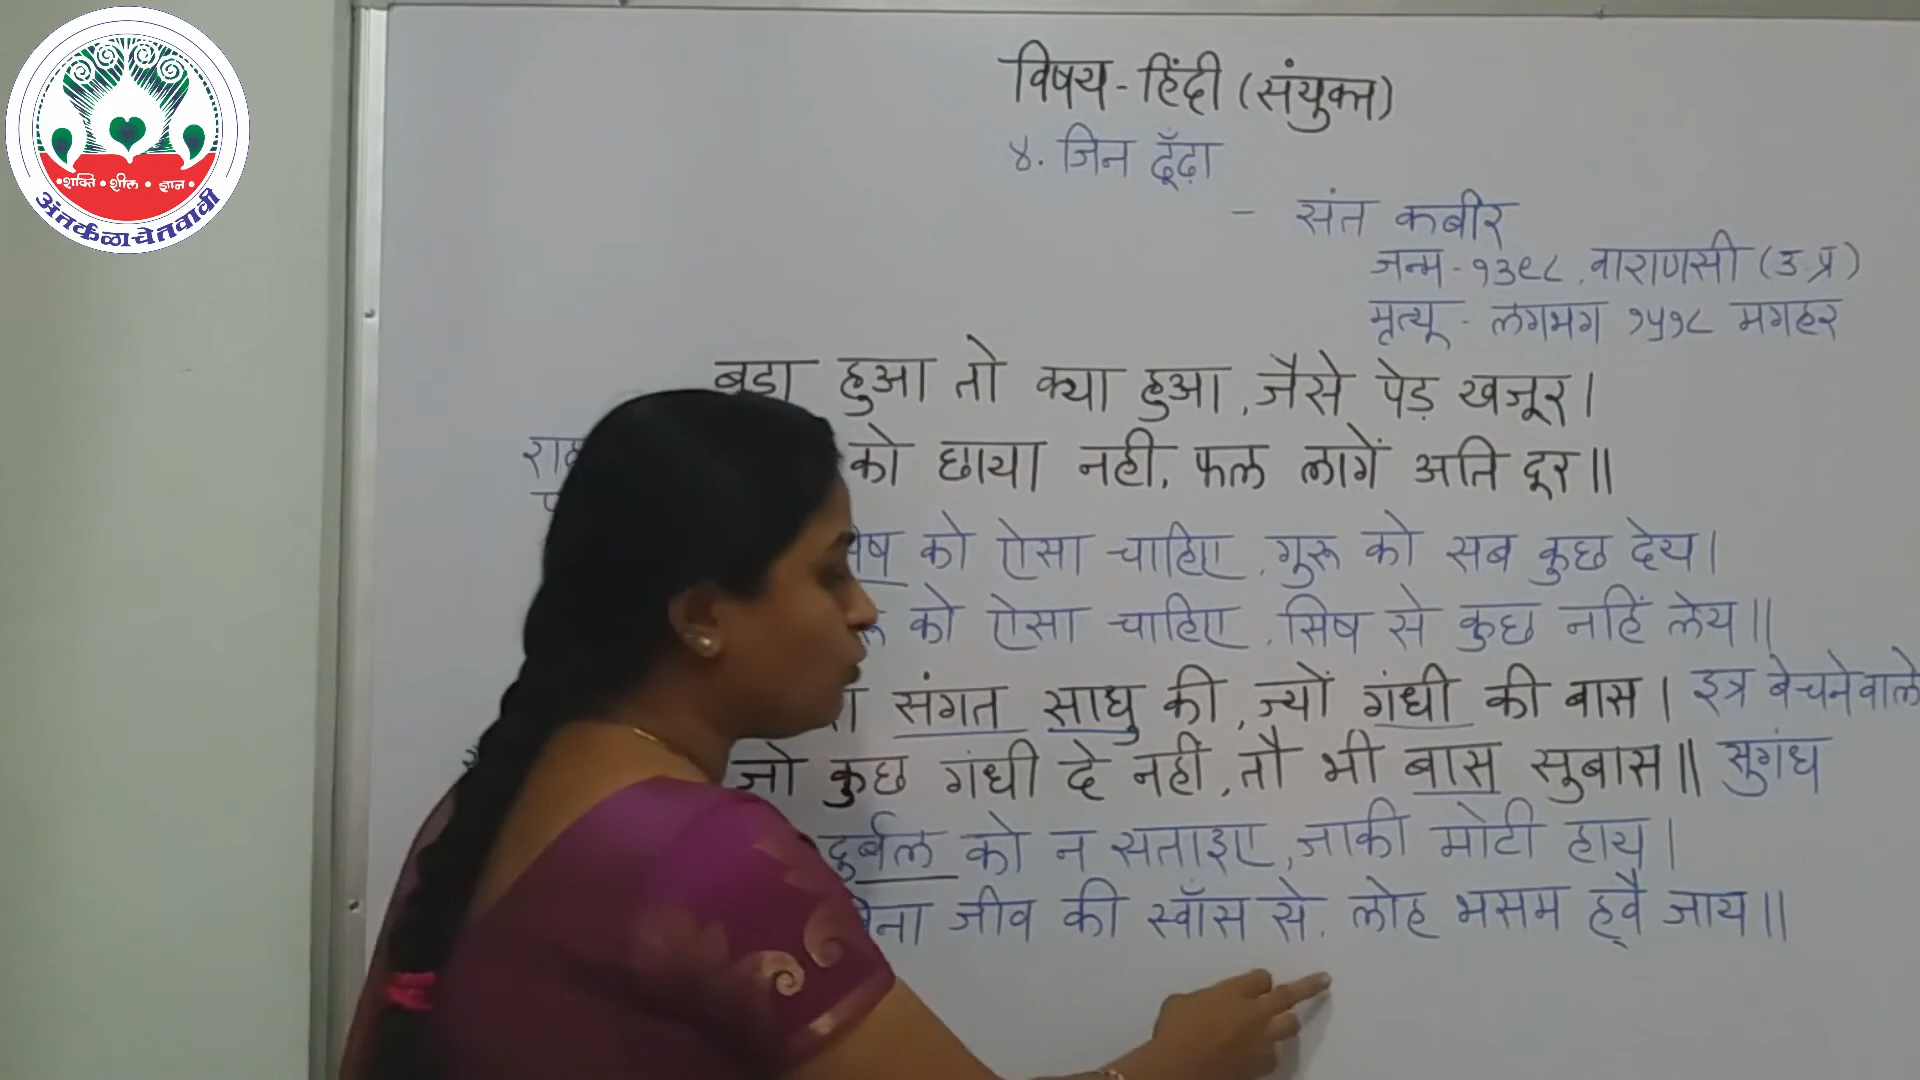 • शक्ति • शील • ज्ञान •
अंतर्कळाचेतवावी
विषय - हिंदी (संयुक्त)
४. जिन ढूँढ़ा
- संत कबीर
जन्म - १३९८, वाराणसी (उ.प्र)
मृत्यू - लगभग १५१८ मगहर
बडा हुआ तो क्या हुआ, जैसे पेड़ खजूर।
को छाया नही, फल लागें अति दूर॥
को ऐसा चाहिए, गुरू को सब कुछ देय।
को ऐसा चाहिए, सिष से कुछ नहिं लेय॥
संगत साधु की, ज्यों गंधी की बास। इत्र बेचनेवाले
जो कुछ गंधी दे नहीं, तौ भी बास सुबास॥ सुगंध
दुर्बल को न सताइए, जाकी मोटी हाय।
जीव की स्वाँस से, लोह भसम ह्वै जाय॥